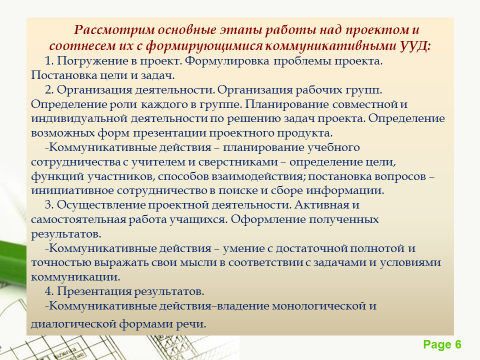 Рассмотрим основные этапы работы над проектом и
соотнесем их с формирующимися коммуникативными УУД:
1. Погружение в проект. Формулировка проблемы проекта.
Постановка цели и задач.
2. Организация деятельности. Организация рабочих групп.
Определение роли каждого в группе. Планирование совместной и
индивидуальной деятельности по решению задач проекта. Определение
возможных форм презентации проектного продукта.
-Коммуникативные действия – планирование учебного
сотрудничества с учителем и сверстниками – определение цели,
функций участников, способов взаимодействия; постановка вопросов –
инициативное сотрудничество в поиске и сборе информации.
3. Осуществление проектной деятельности. Активная и
самостоятельная работа учащихся. Оформление полученных
результатов.
-Коммуникативные действия – умение с достаточной полнотой и
точностью выражать свои мысли в соответствии с задачами и условиями
коммуникации.
4. Презентация результатов.
-Коммуникативные действия–владение монологической и
диалогической формами речи.
Page 6